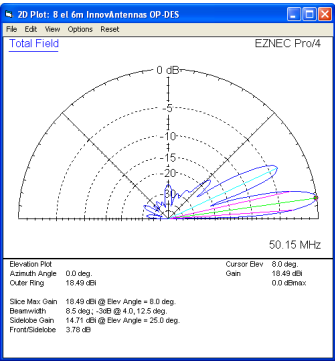 2D Plot: 8 el 6m InnovAntennas OP-DES
File Edit View Options Reset
Total Field
EZNEC Pro/4
0 dB
-5
-10
-15
-20
-30
50.15 MHz
Elevation Plot
Cursor Elev 8.0 deg.
Azimuth Angle 0.0 deg.
Gain 18.49 dBi
Outer Ring 18.49 dBi
0.0 dBmax
Slice Max Gain 18.49 dBi @ Elev Angle = 8.0 deg.
Beamwidth 8.5 deg.; -3dB @ 4.0, 12.5 deg.
Sidelobe Gain 14.71 dBi @ Elev Angle = 25.0 deg.
Front/Sidelobe 3.78 dB